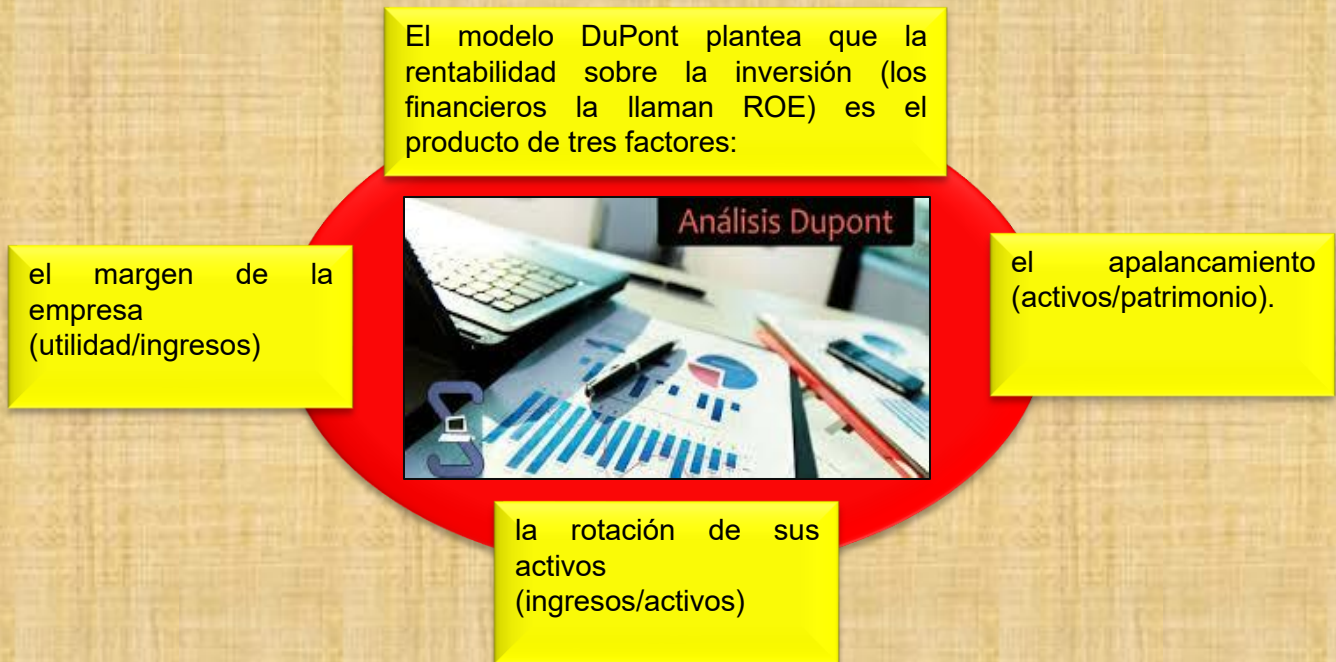 El modelo DuPont plantea que la
rentabilidad sobre la inversión (los
financieros la llaman ROE) es el
producto de tres factores:
Análisis Dupont
el margen de la
empresa
(utilidad/ingresos)
el apalancamiento
(activos/patrimonio).
la rotación de sus
activos
(ingresos/activos)